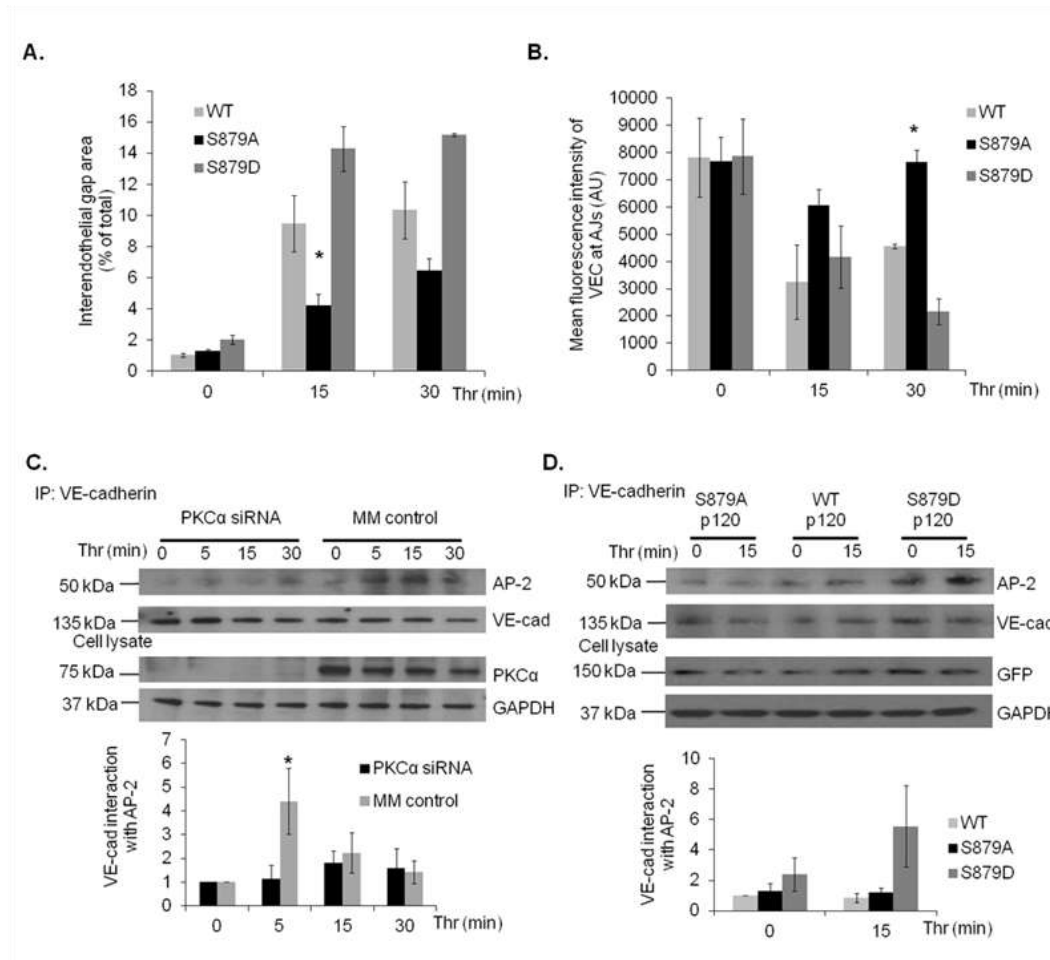 A.
18
16
14
12
10
8
6
4
2
0
Interendothelial gap area
(% of total)
WT
S879A
S879D
*
0 15 30 Thr (min)
B.
10000
9000
8000
7000
6000
5000
4000
3000
2000
1000
0
Mean fluorescence intensity of
VEC at AJs (AU)
*
WT
S879A
S879D
0 15 30 Thr (min)
C.
IP: VE-cadherin
PKCα siRNA MM control
Thr (min) 0 5 15 30 0 5 15 30
50 kDa AP-2
135 kDa VE-cad
Cell lysate
75 kDa PKCα
37 kDa GAPDH
7
6
5
4
3
2
1
0
VE-cad interaction
with AP-2
*
PKCα siRNA
MM control
0 5 15 30
Thr (min)
D.
IP: VE-cadherin
S879A WT S879D
p120 p120 p120
Thr (min) 0 15 0 15 0 15
50 kDa AP-2
135 kDa VE-cad
Cell lysate
150 kDa GFP
37 kDa GAPDH
10
8
6
4
2
0
VE-cad interaction
with AP-2
WT
S879A
S879D
0 15 Thr (min)